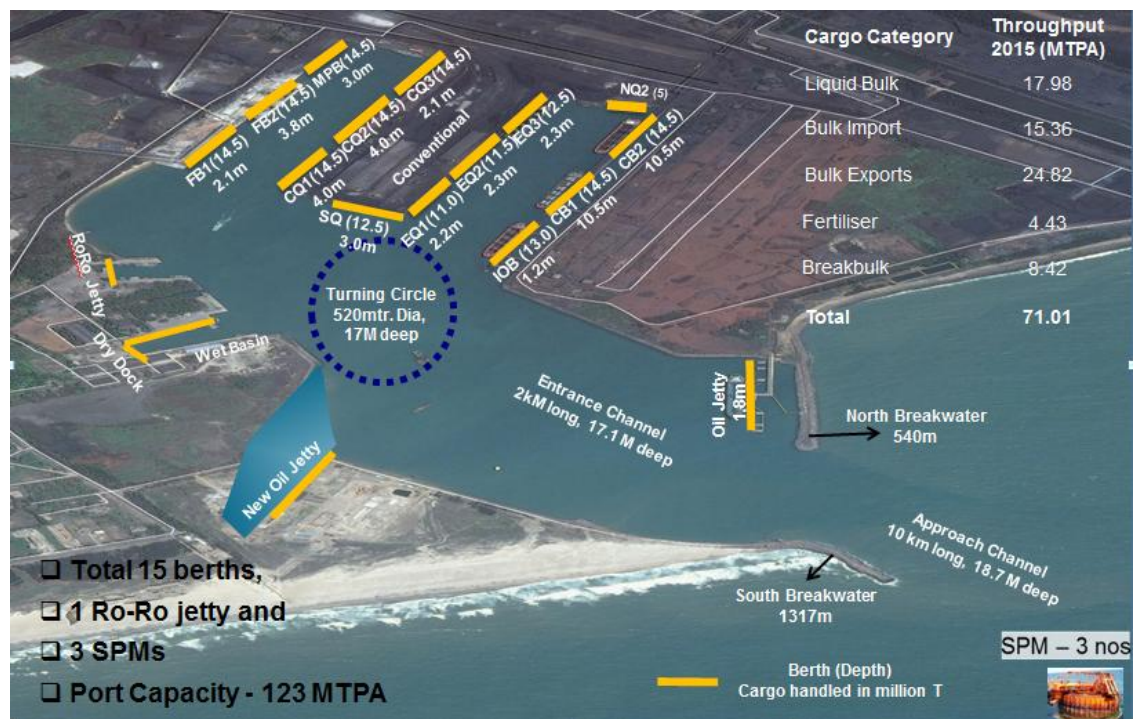 Cargo Category
Throughput
2015 (MTPA)
Liquid Bulk
17.98
Bulk Import
15.36
Bulk Exports
24.82
Fertiliser
4.43
Breakbulk
8.42
Total
71.01
MPB(14.5)
3.0m
FB2(14.5)
3.8m
FB1(14.5)
2.1m
CQ3(14.5)
2.1 m
CQ2(14.5)
4.0m
CQ1(14.5)
4.0m
Conventional
SQ (12.5)
3.0m
EQ3(12.5)
2.3m
EQ2(11.5)
2.3m
EQ1(11.0)
2.2m
NQ2 (5)
CB2 (14.5)
10.5m
CB1 (14.5)
10.5m
IOB (13.0)
1.2m
RoRo Jetty
Dry Dock
Wet Basin
Turning Circle
520mtr. Dia,
17M deep
Entrance Channel
2kM long, 17.1 M deep
Oil Jetty
1.8m
North Breakwater
540m
New Oil Jetty
Approach Channel
10 km long, 18.7 M deep
South Breakwater
1317m
❑ Total 15 berths,
❑ 1 Ro-Ro jetty and
❑ 3 SPMs
❑ Port Capacity - 123 MTPA
Berth (Depth)
Cargo handled in million T
SPM – 3 nos